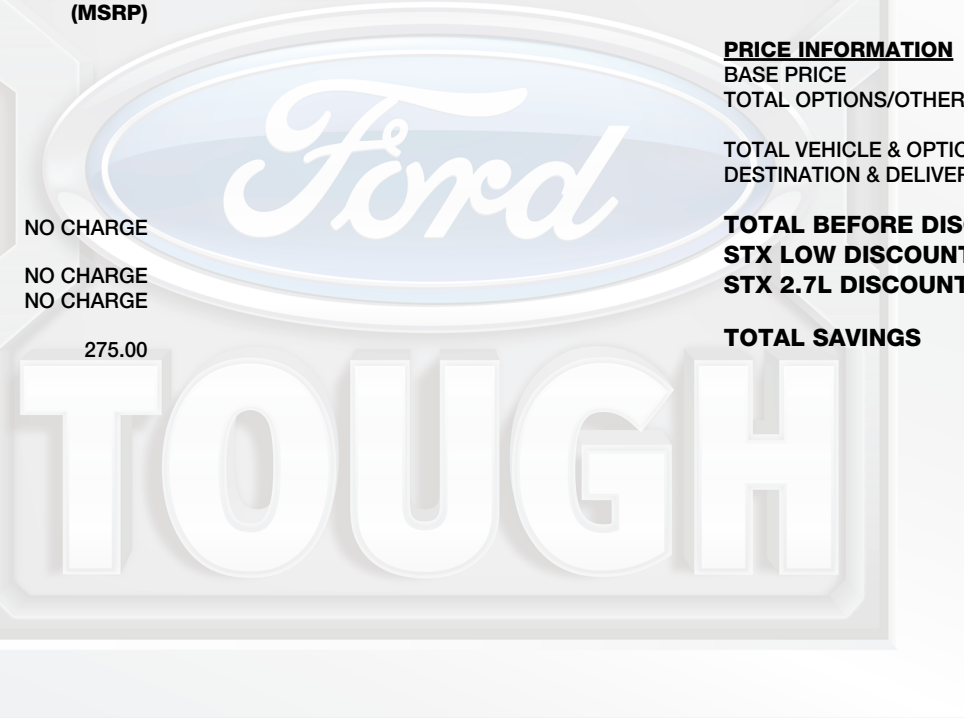 (MSRP)
NO CHARGE
NO CHARGE
NO CHARGE
275.00
Ford
TOUGH
PRICE INFORMATION
BASE PRICE
TOTAL OPTIONS/OTHER
TOTAL VEHICLE & OPTIO
DESTINATION & DELIVER
TOTAL BEFORE DIS
STX LOW DISCOUNT
STX 2.7L DISCOUNT
TOTAL SAVINGS